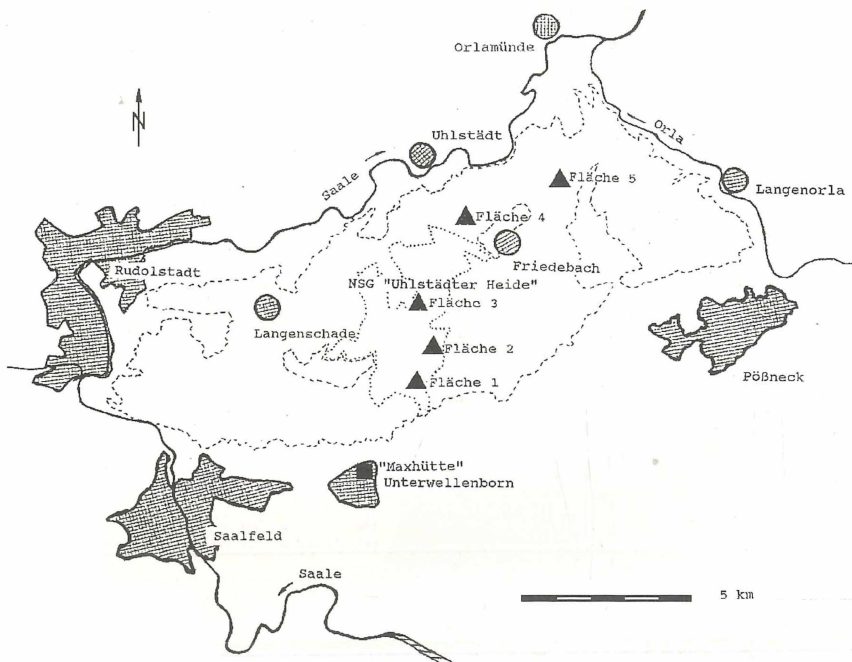 Orlamünde
N
Uhlstädt
Orla
Saale
Fläche 5
Langenorla
Fläche 4
Friedebach
Rudolstadt
NSG "Uhlstädter Heide"
Fläche 3
Langenschade
Fläche 2
Pößneck
Fläche 1
"Maxhütte"
Unterwellenborn
Saalfeld
Saale
5 km